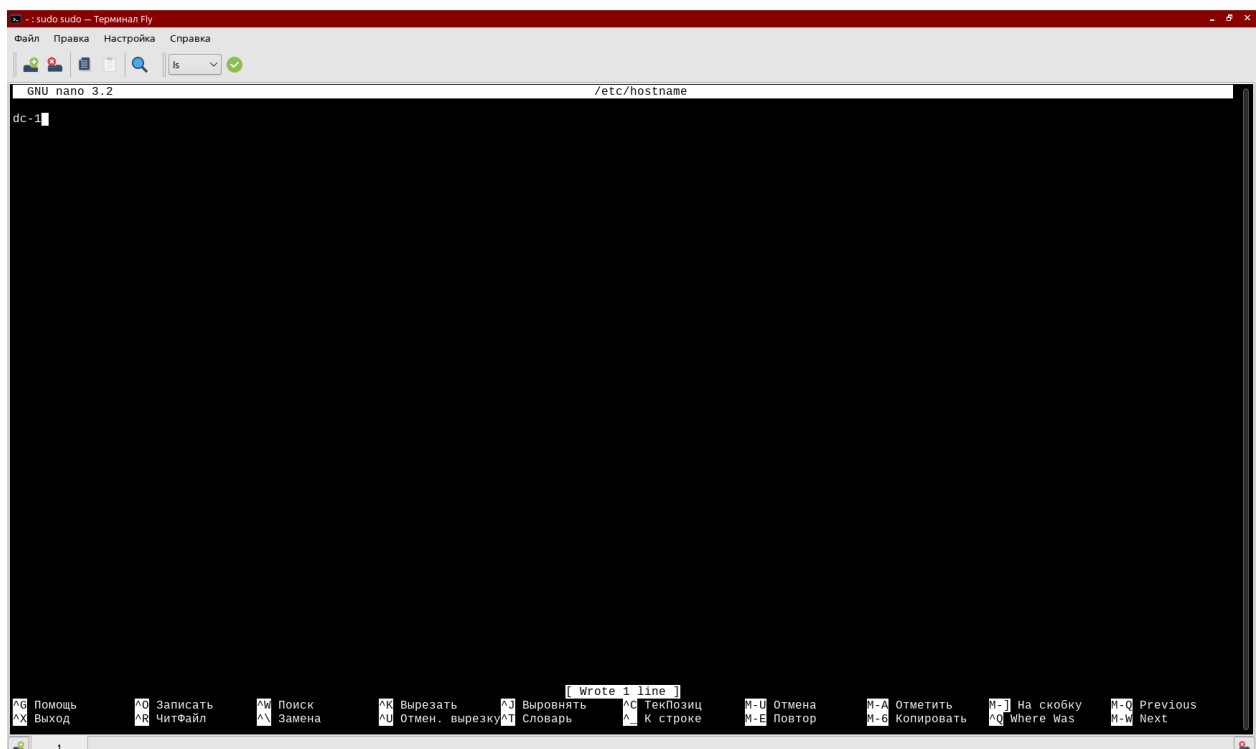 - : sudo sudo — Терминал Fly
Файл Правка Настройка Справка
ls
GNU nano 3.2 /etc/hostname
dc-1
[ Wrote 1 line ]
^G Помощь ^O Записать ^W Поиск ^K Вырезать ^J Выровнять ^C ТекПозиц M-U Отмена M-A Отметить M-] На скобку M-Q Previous
^X Выход ^R ЧитФайл ^\ Замена ^U Отмен. вырезку ^T Словарь ^_ К строке M-E Повтор M-6 Копировать ^Q Where Was M-W Next
1